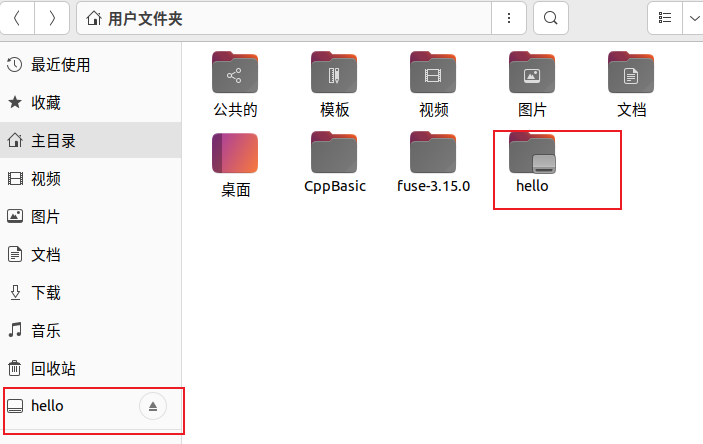 用户文件夹
最近使用
收藏
主目录
视频
图片
文档
下载
音乐
回收站
hello
公共的
模板
视频
图片
文档
桌面
CppBasic
fuse-3.15.0
hello